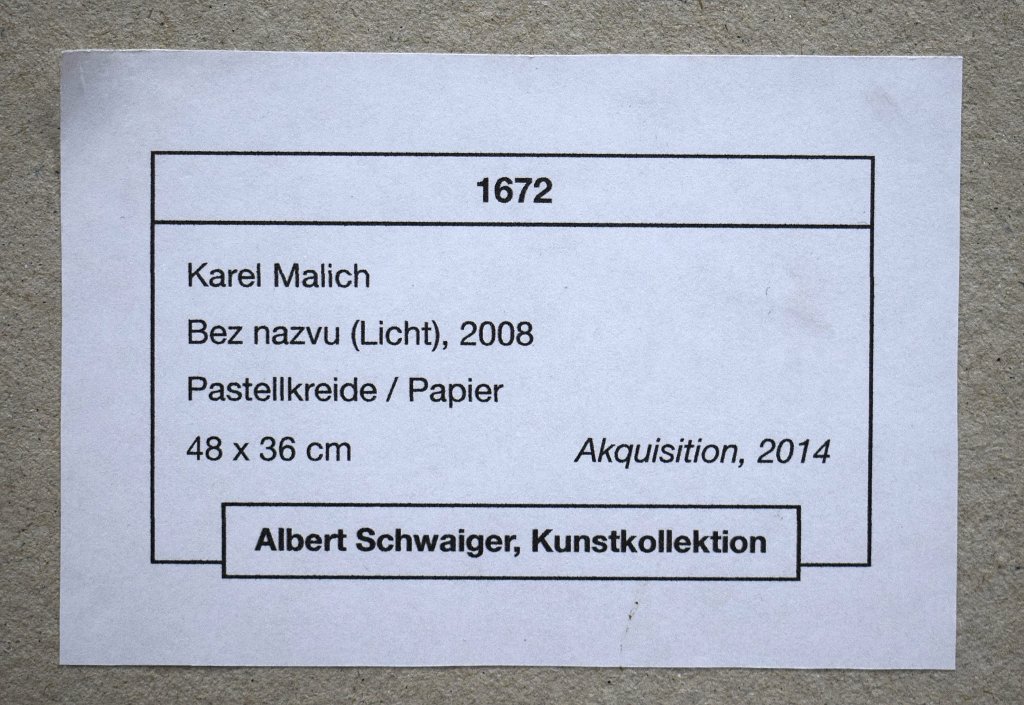 1672
Karel Malich
Bez nazvu (Licht), 2008
Pastellkreide / Papier
48 x 36 cm Akquisition, 2014
Albert Schwaiger, Kunstkollektion